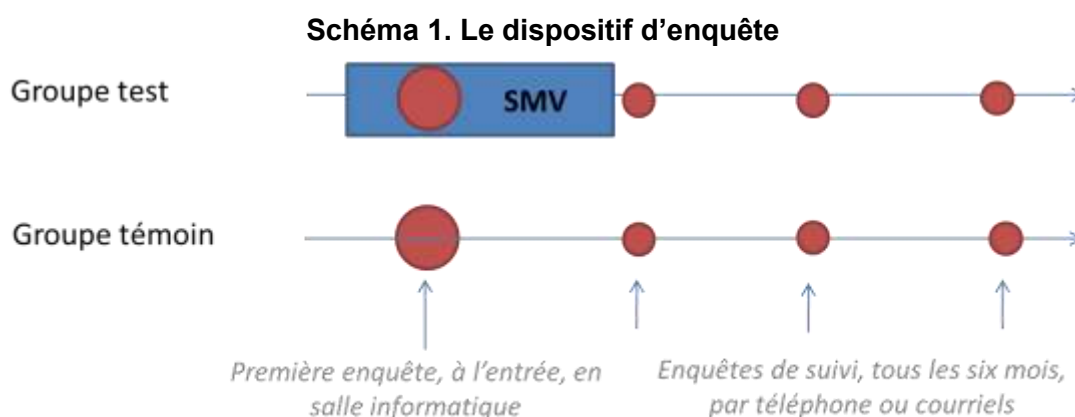 Schéma 1. Le dispositif d’enquête
Groupe test
SMV
Groupe témoin
Première enquête, à l’entrée, en
salle informatique
Enquêtes de suivi, tous les six mois,
par téléphone ou courriels